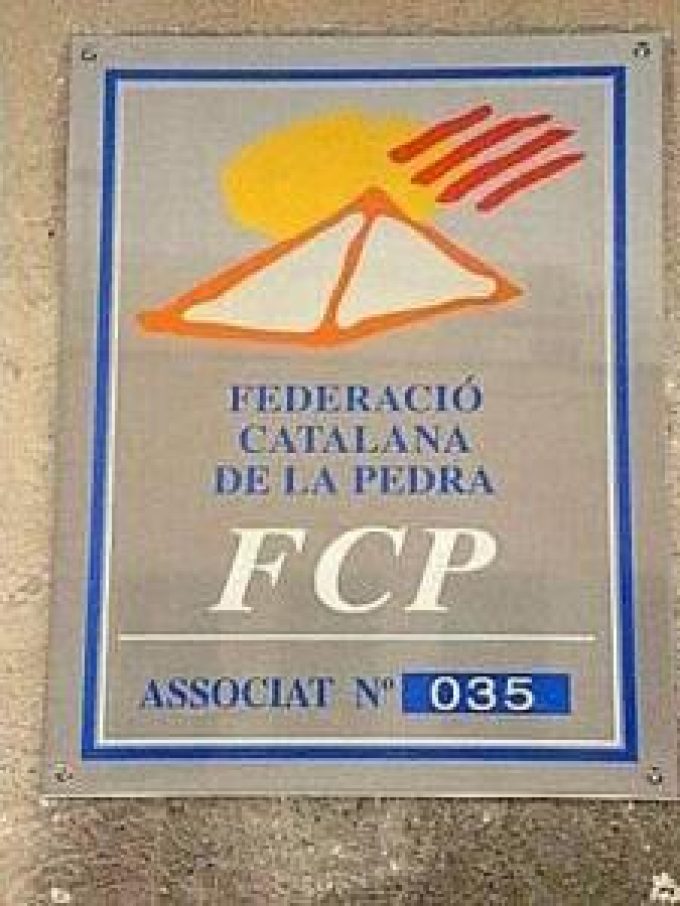 FEDERACIÓ
CATALANA
DE LA PEDRA
FCP
ASSOCIAT Nº 035